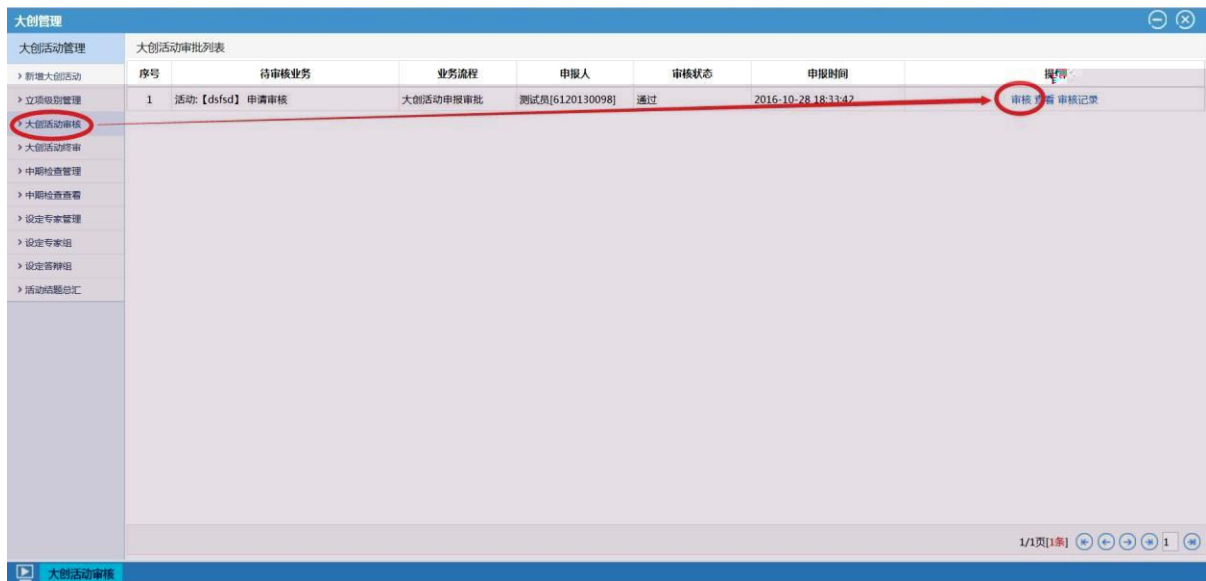 大创管理
大创活动管理
大创活动审批列表
序号 待审核业务 业务流程 申报人 审核状态 申报时间
1 活动:【dsfsd】 申请审核 大创活动申报审批 测试员[6120130098] 通过 2016-10-28 18:33:42 审核 查看 审核记录
> 新增大创活动
> 立项级别管理
> 大创活动审核
> 大创活动终审
> 中期检查管理
> 中期检查查看
> 设定专家管理
> 设定专家组
> 设定答辩组
> 活动结题总汇
1/1页[1条] 1
大创活动审核